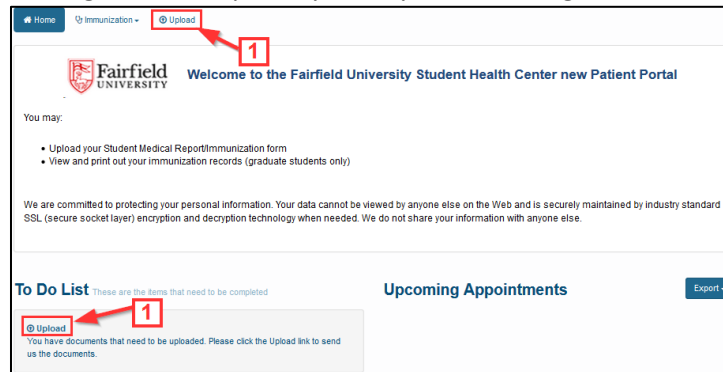 Home Immunization Upload
1
Fairfield
UNIVERSITY
Welcome to the Fairfield University Student Health Center new Patient Portal
You may:
• Upload your Student Medical Report/Immunization form
• View and print out your immunization records (graduate students only)
We are committed to protecting your personal information. Your data cannot be viewed by anyone else on the Web and is securely maintained by industry standard
SSL (secure socket layer) encryption and decryption technology when needed. We do not share your information with anyone else.
To Do List These are the items that need to be completed
1
Upload
You have documents that need to be uploaded. Please click the Upload link to send
us the documents.
Upcoming Appointments
Export